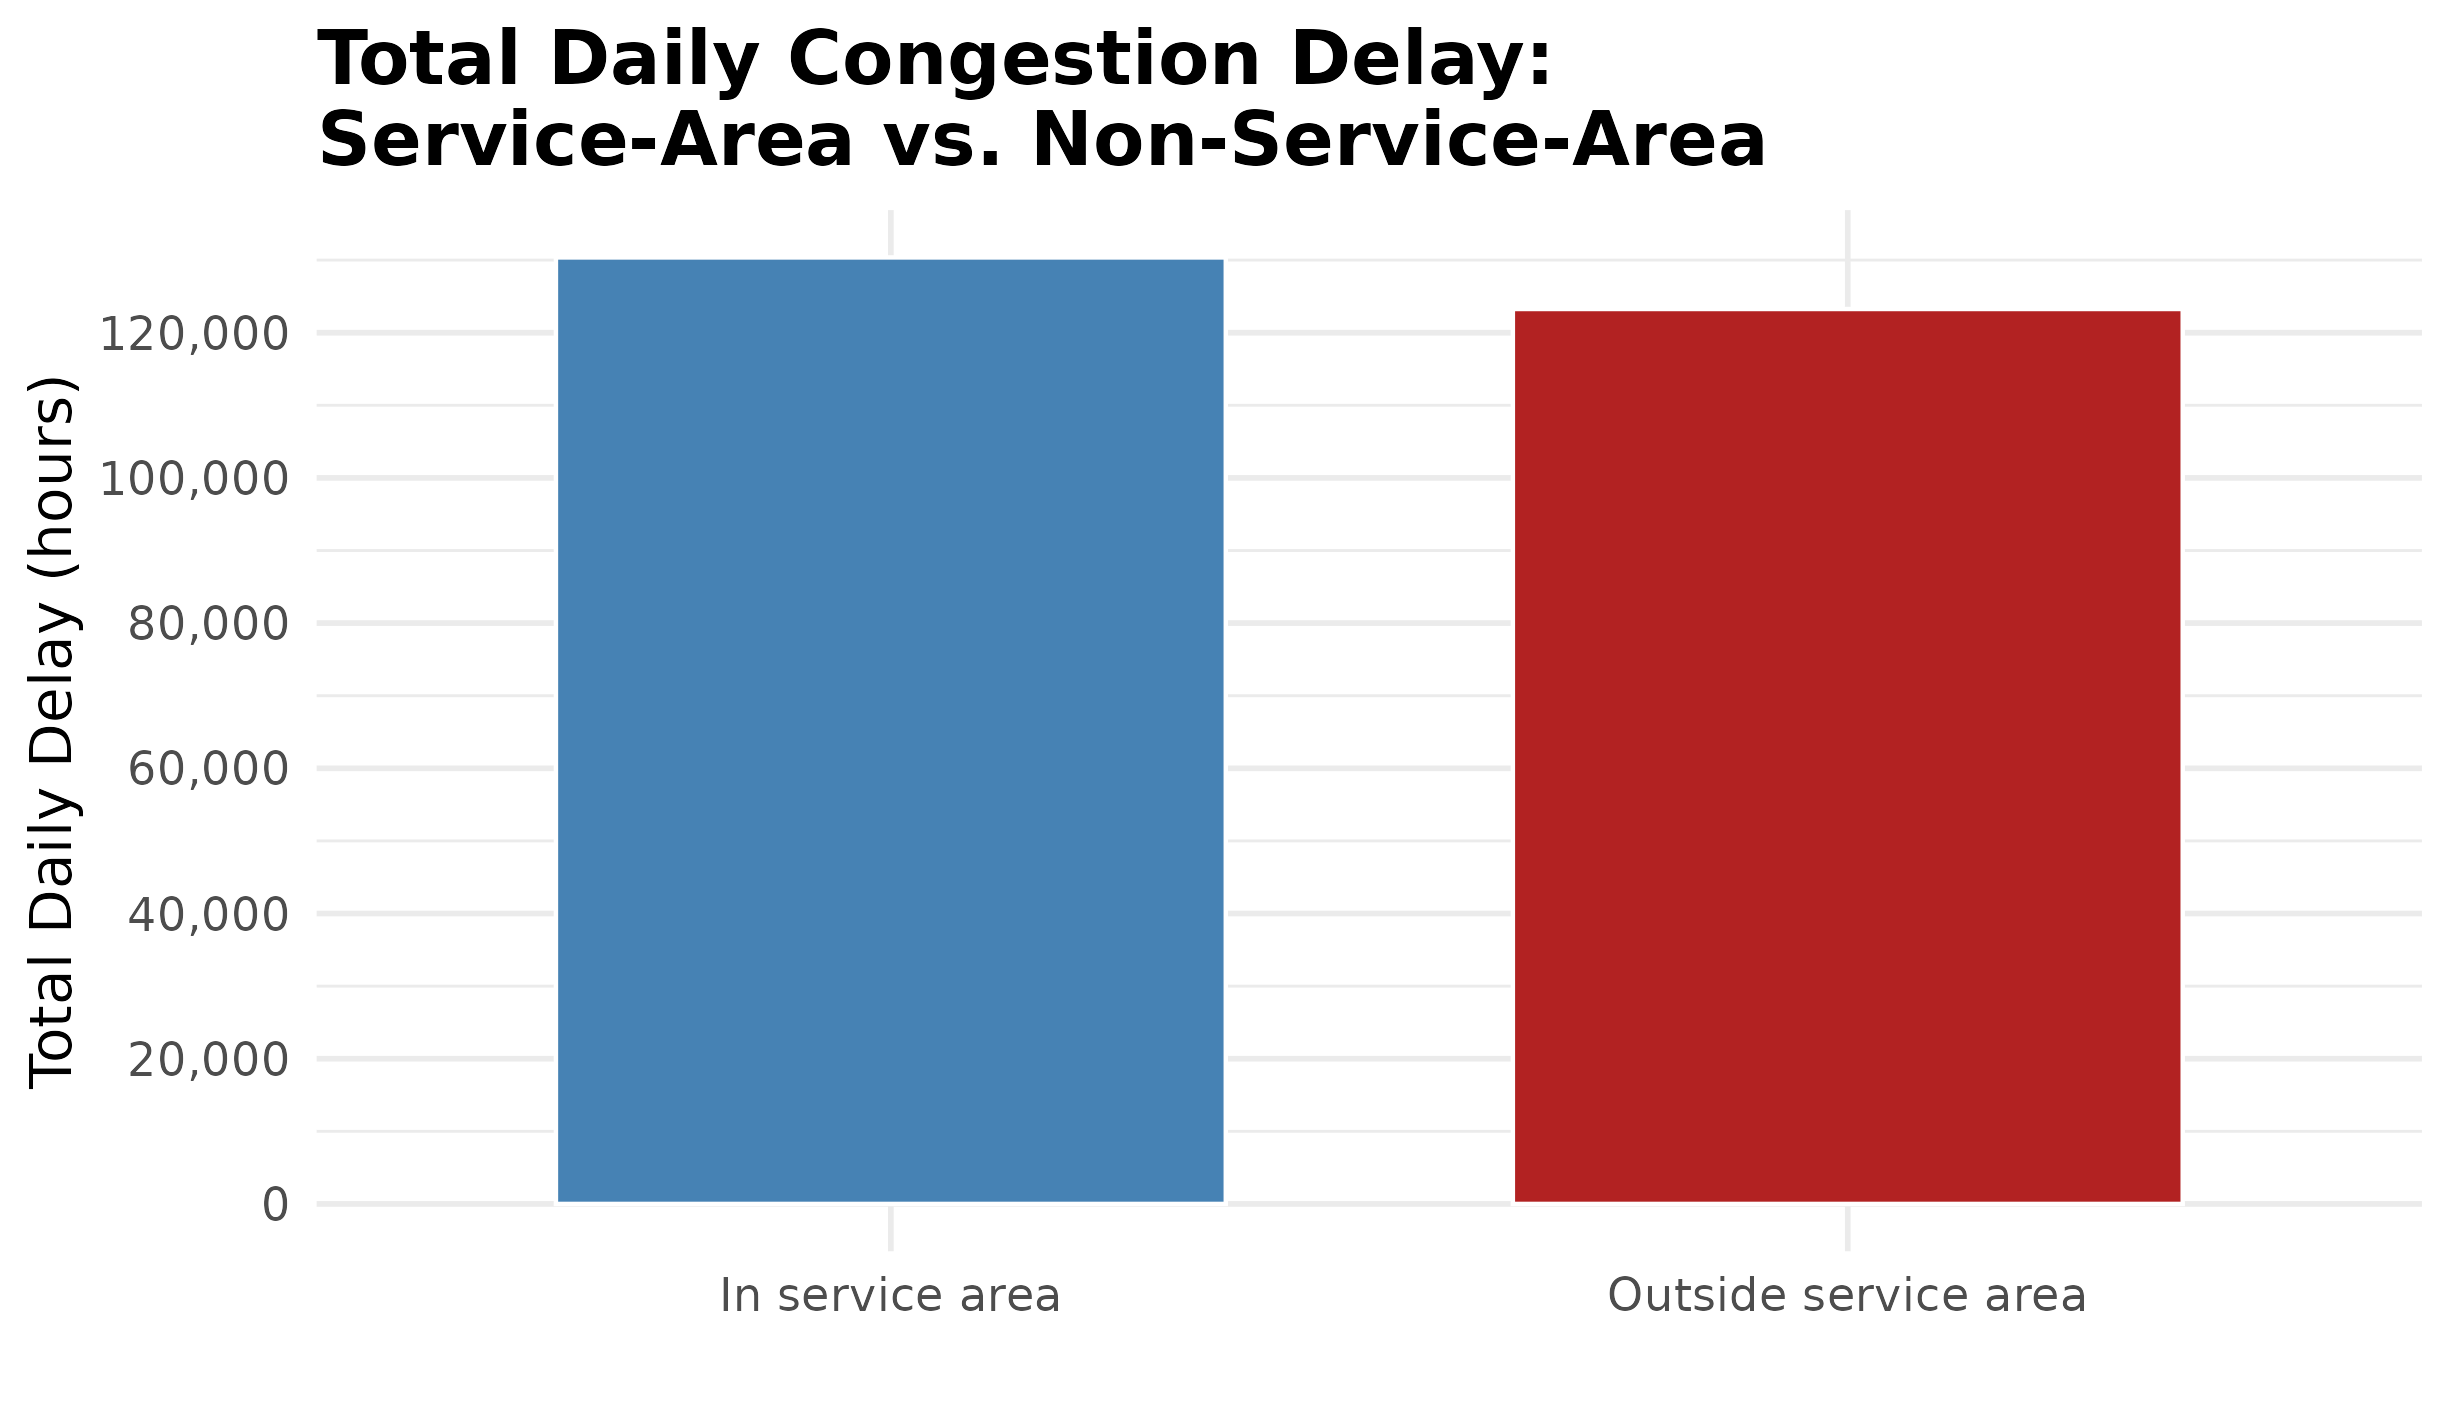 Total Daily Congestion Delay:
Service-Area vs. Non-Service-Area
Total Daily Delay (hours)
120,000
100,000
80,000
60,000
40,000
20,000
0
In service area
Outside service area